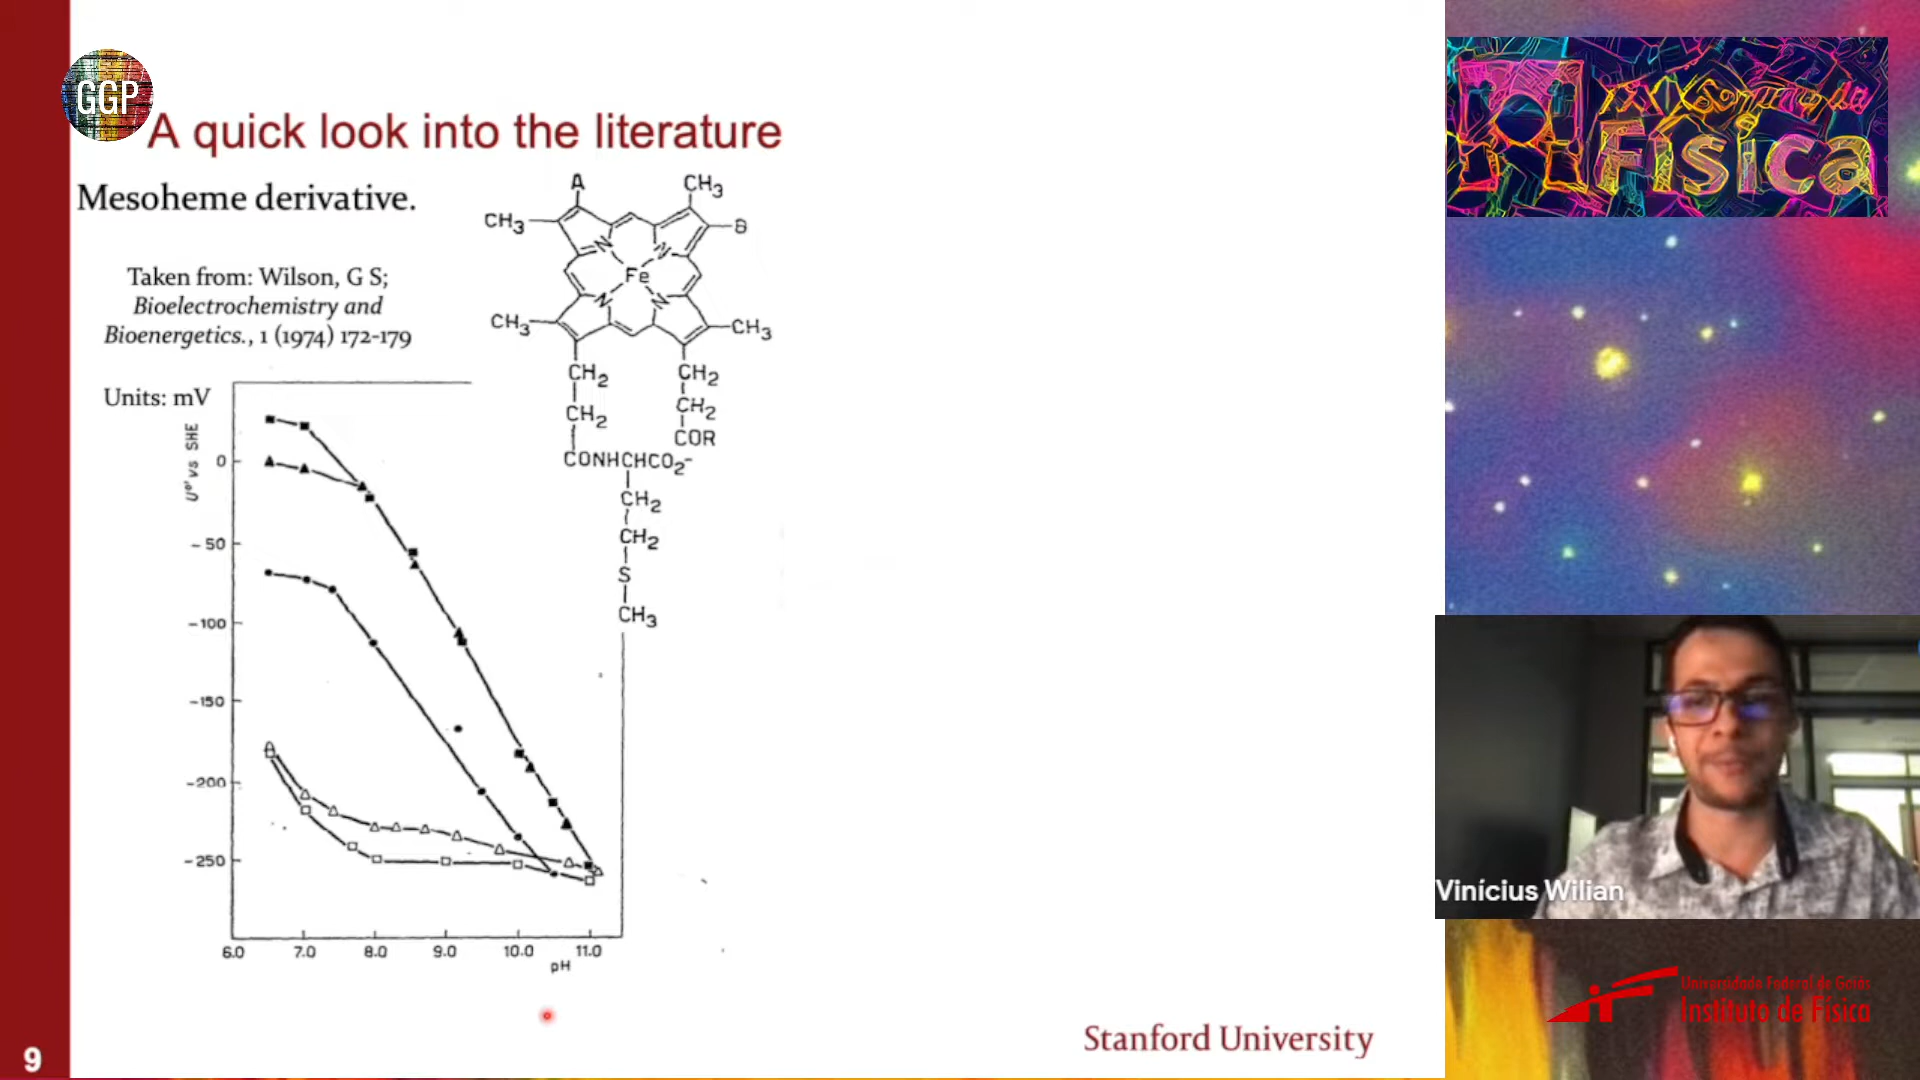 GGP
A quick look into the literature
Mesoheme derivative.
Taken from: Wilson, G S;
Bioelectrochemistry and
Bioenergetics., 1 (1974) 172-179
Units: mV
A
CH3
CH3
B
N
N
Fe
N
N
CH3
CH3
CH2
CH2
CH2
CH2
COR
CONHCHCO2-
CH2
CH2
S
CH3
U°' vs SHE
0
-50
-100
-150
-200
-250
6.0
7.0
8.0
9.0
10.0
11.0
pH
Stanford University
9
Física
Vinícius Wilian
Universidade Federal de Goiás
Instituto de Física